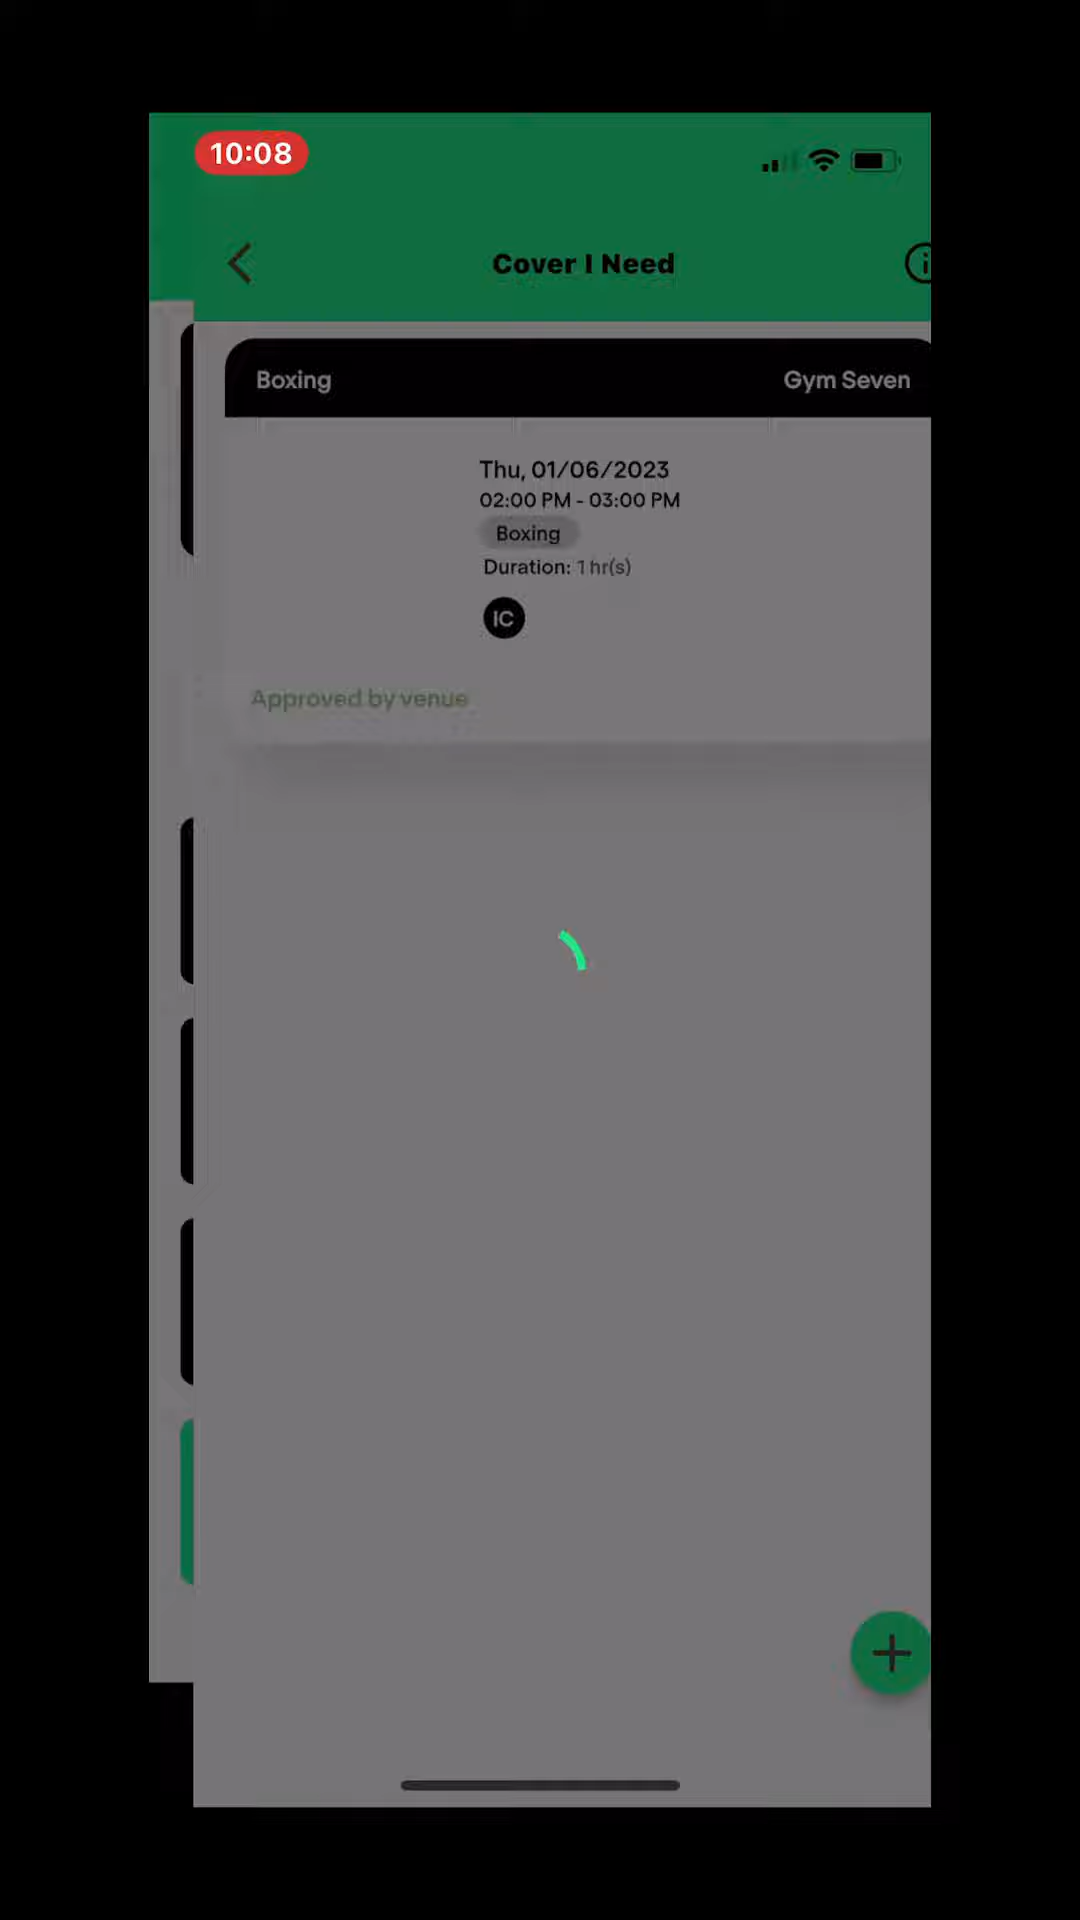 10:08
Cover I Need
Boxing
Gym Seven
Thu, 01/06/2023
02:00 PM - 03:00 PM
Boxing
Duration: 1 hr(s)
IC
Approved by venue